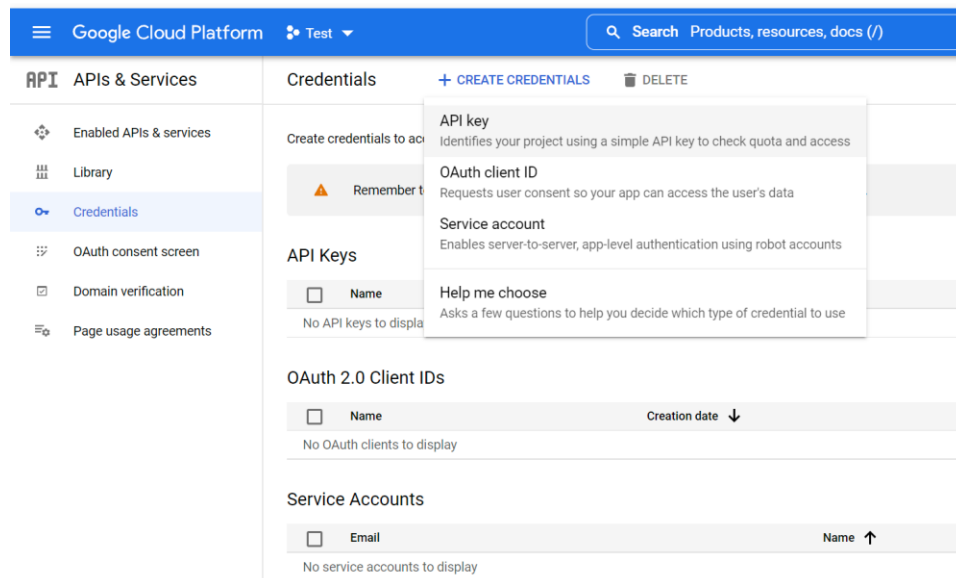 Google Cloud Platform Test Search Products, resources, docs (/)
API APIs & Services
Enabled APIs & services
Library
Credentials
OAuth consent screen
Domain verification
Page usage agreements
Credentials + CREATE CREDENTIALS DELETE
API key
Identifies your project using a simple API key to check quota and access
OAuth client ID
Requests user consent so your app can access the user's data
Service account
Enables server-to-server, app-level authentication using robot accounts
Help me choose
Asks a few questions to help you decide which type of credential to use
Create credentials to
Remember
API Keys
Name
No API keys to
OAuth 2.0 Client IDs
Name Creation date
No OAuth clients to display
Service Accounts
Email Name
No service accounts to display